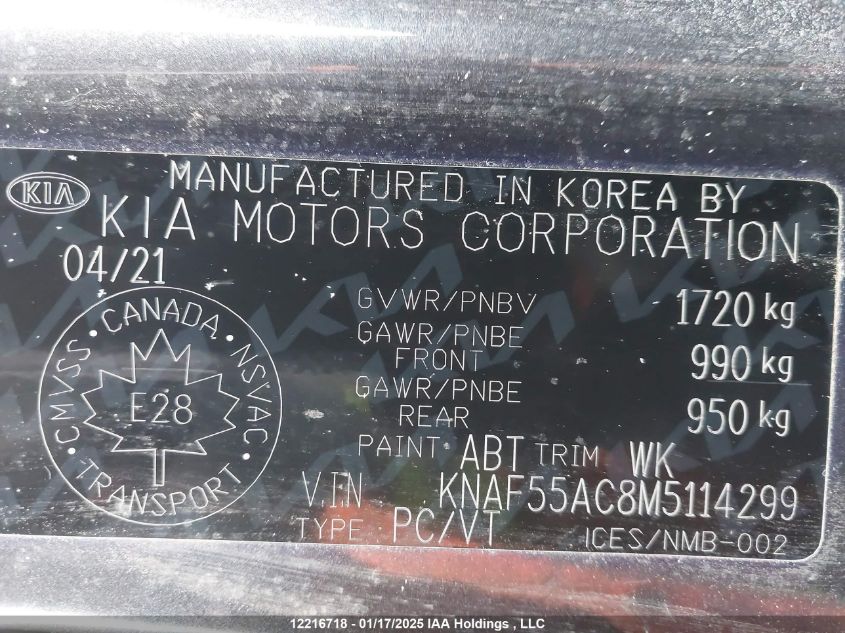 KIA
MANUFACTURED IN KOREA BY
KIA MOTORS CORPORATION
04/21
GVWR/PNBV 1720 kg
GAWR/PNBE
FRONT 990 kg
GAWR/PNBE
REAR 950 kg
CANADA • NSVAC • TRANSPORT • CMVSS •
E28
PAINT: ABT TRIM WK
V.I.N KNAF55AC8M5114299
TYPE: PC/VT ICES/NMB-002
12216718 - 01/17/2025 IAA Holdings , LLC